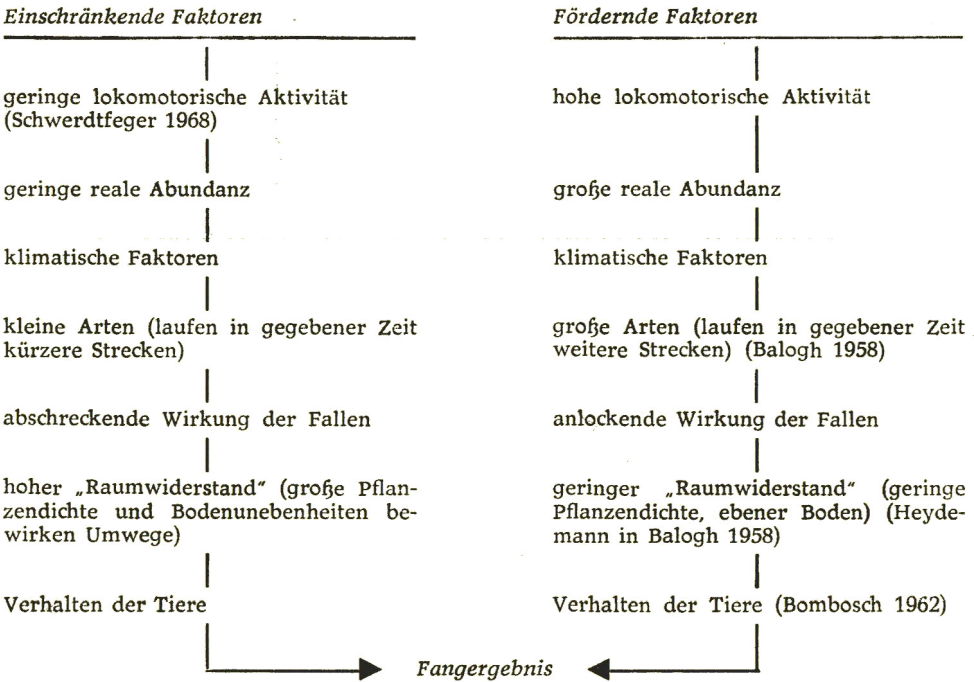 Einschränkende Faktoren
Fördernde Faktoren
geringe lokomotorische Aktivität
(Schwerdtfeger 1968)
hohe lokomotorische Aktivität
geringe reale Abundanz
große reale Abundanz
klimatische Faktoren
klimatische Faktoren
kleine Arten (laufen in gegebener Zeit
kürzere Strecken)
große Arten (laufen in gegebener Zeit
weitere Strecken) (Balogh 1958)
abschreckende Wirkung der Fallen
anlockende Wirkung der Fallen
hoher „Raumwiderstand" (große Pflan-
zendichte und Bodenunebenheiten be-
wirken Umwege)
geringer „Raumwiderstand" (geringe
Pflanzendichte, ebener Boden) (Heyde-
mann in Balogh 1958)
Verhalten der Tiere
Verhalten der Tiere (Bombosch 1962)
Fangergebnis